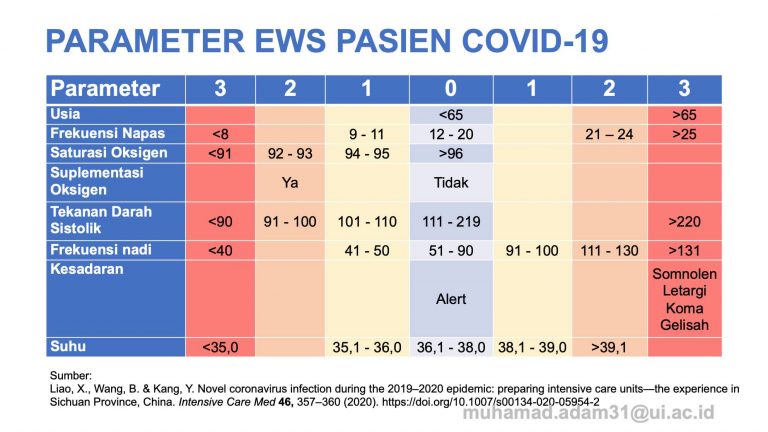 PARAMETER EWS PASIEN COVID-19
Parameter 3 2 1 0 1 2 3
Usia <65 >65
Frekuensi Napas <8 9 - 11 12 - 20 21 – 24 >25
Saturasi Oksigen <91 92 - 93 94 - 95 >96
Suplementasi
Oksigen Ya Tidak
Tekanan Darah
Sistolik <90 91 - 100 101 - 110 111 - 219 >220
Frekuensi nadi <40 41 - 50 51 - 90 91 - 100 111 - 130 >131
Kesadaran Alert Somnolen
Letargi
Koma
Gelisah
Suhu <35,0 35,1 - 36,0 36,1 - 38,0 38,1 - 39,0 >39,1
Sumber:
Liao, X., Wang, B. & Kang, Y. Novel coronavirus infection during the 2019–2020 epidemic: preparing intensive care units—the experience in
Sichuan Province, China. Intensive Care Med 46, 357–360 (2020). https://doi.org/10.1007/s00134-020-05954-2
muhamad.adam31@ui.ac.id